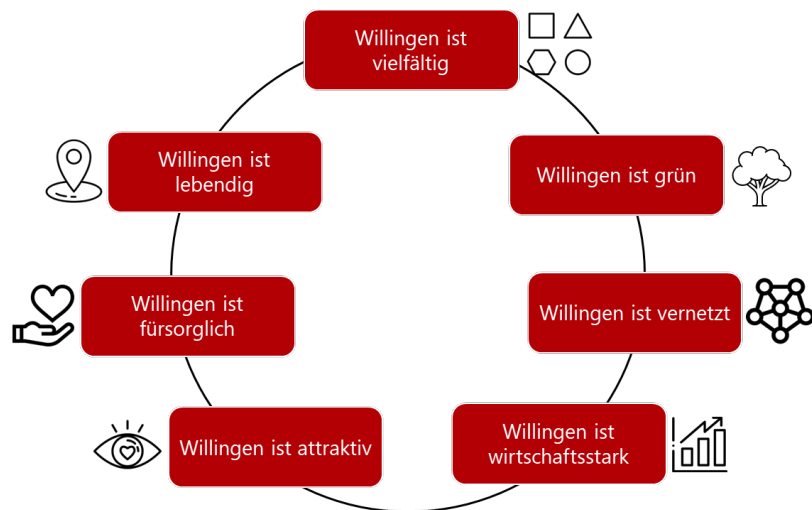 Willingen ist
vielfältig
Willingen ist
lebendig
Willingen ist grün
Willingen ist
fürsorglich
Willingen ist vernetzt
Willingen ist attraktiv
Willingen ist
wirtschaftsstark